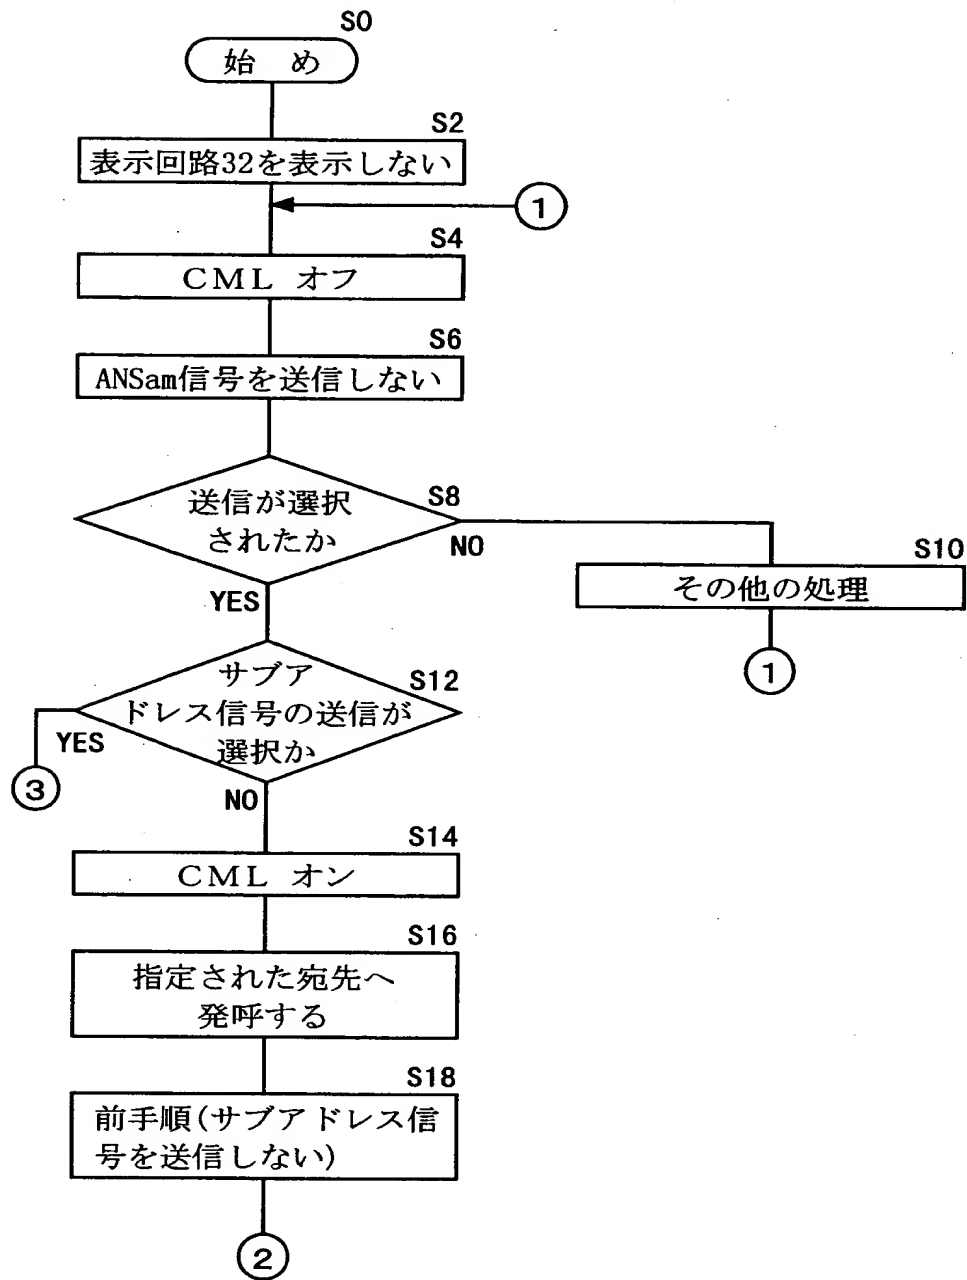 S0
始 め
S2
表示回路32を表示しない
1
S4
CML オフ
S6
ANSam信号を送信しない
送信が選択
されたか
S8
NO
YES
S10
その他の処理
1
サブア
ドレス信号の送信が
選択か
S12
YES
3
NO
S14
CML オン
S16
指定された宛先へ
発呼する
S18
前手順(サブアドレス信
号を送信しない)
2